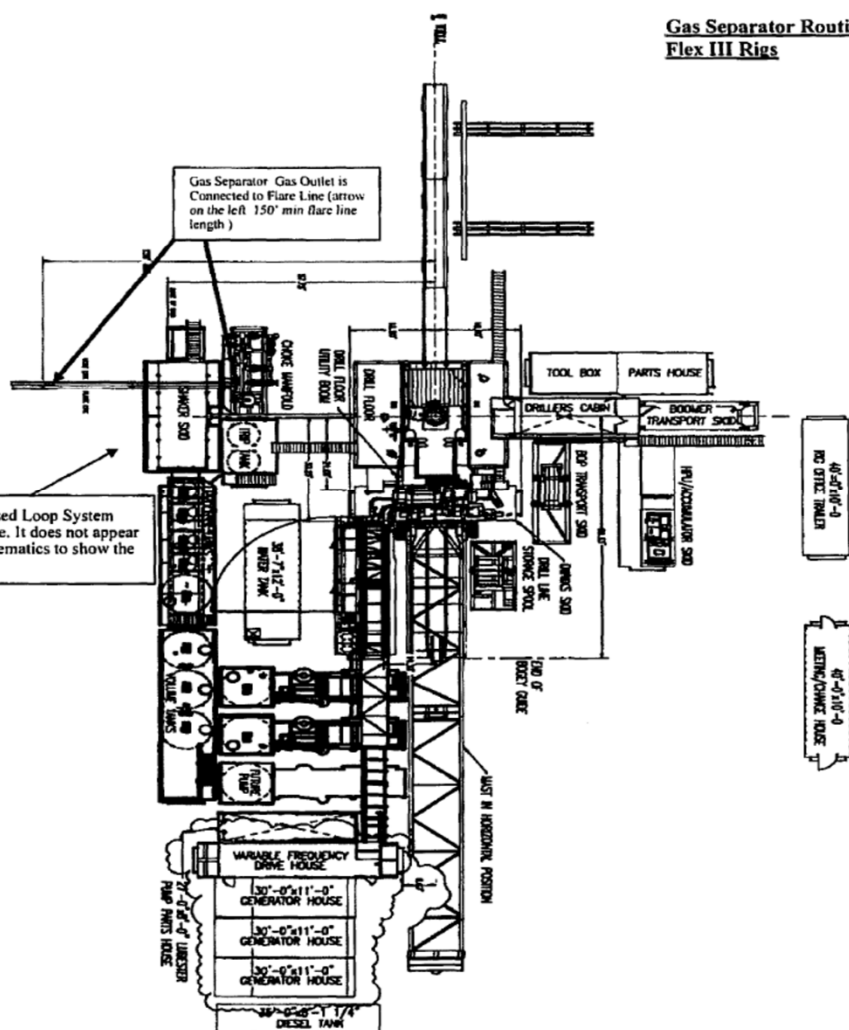 Gas Separator Routi
Flex III Rigs
WELL
Gas Separator Gas Outlet is
Connected to Flare Line (arrow
on the left 150' min flare line
length )
CHOKE MANIFOLD
DRILL FLOOR
UTILITY BOOM
DRILL FLOOR
SHAKER SKID
TRIP
TANK
TOOL BOX
PARTS HOUSE
DRILLERS CABIN
BOOMER
TRANSPORT SKID
BOP TRANSPORT SKID
HPU/ACCUMULATOR SKID
40'-0"x10'-0
RIG OFFICE TRAILER
sed Loop System
e. It does not appear
ematics to show the
WATER TANK
DRILL LINE
STORAGE SPOOL
END OF
BOGEY GUIDE
40'-0"x10'-0
MEETING/CHANGE HOUSE
VOLUME TANKS
FUTURE
PUMP
MAST IN HORIZONTAL POSITION
VARIABLE FREQUENCY
DRIVE HOUSE
PUMP PARTS HOUSE
30'-0"x11'-0"
GENERATOR HOUSE
30'-0"x11'-0"
GENERATOR HOUSE
30'-0"x11'-0"
GENERATOR HOUSE
DIESEL TANK